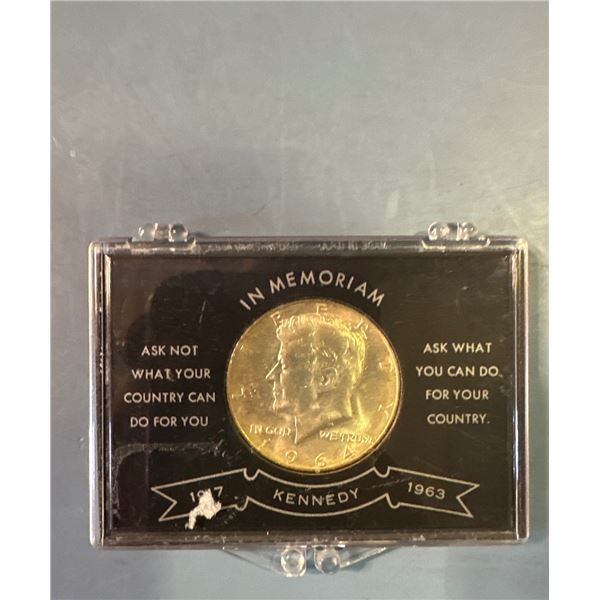 IN MEMORIAM
ASK NOT
WHAT YOUR
COUNTRY CAN
DO FOR YOU
LIBERTY
IN GOD WE TRUST
1964
ASK WHAT
YOU CAN DO
FOR YOUR
COUNTRY.
KENNEDY
1963